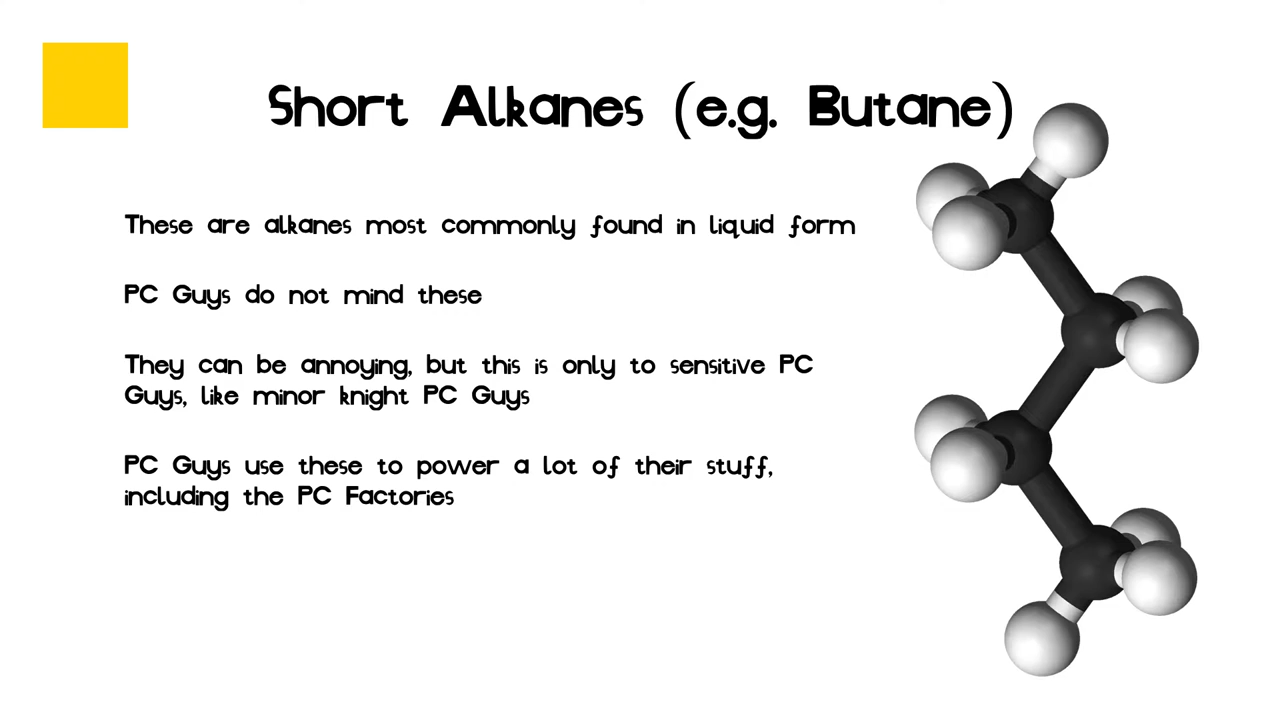 Short Alkanes (e.g. Butane)
These are alkanes most commonly found in liquid form
PC Guys do not mind these
They can be annoying, but this is only to sensitive PC
Guys, like minor knight PC Guys
PC Guys use these to power a lot of their stuff,
including the PC Factories